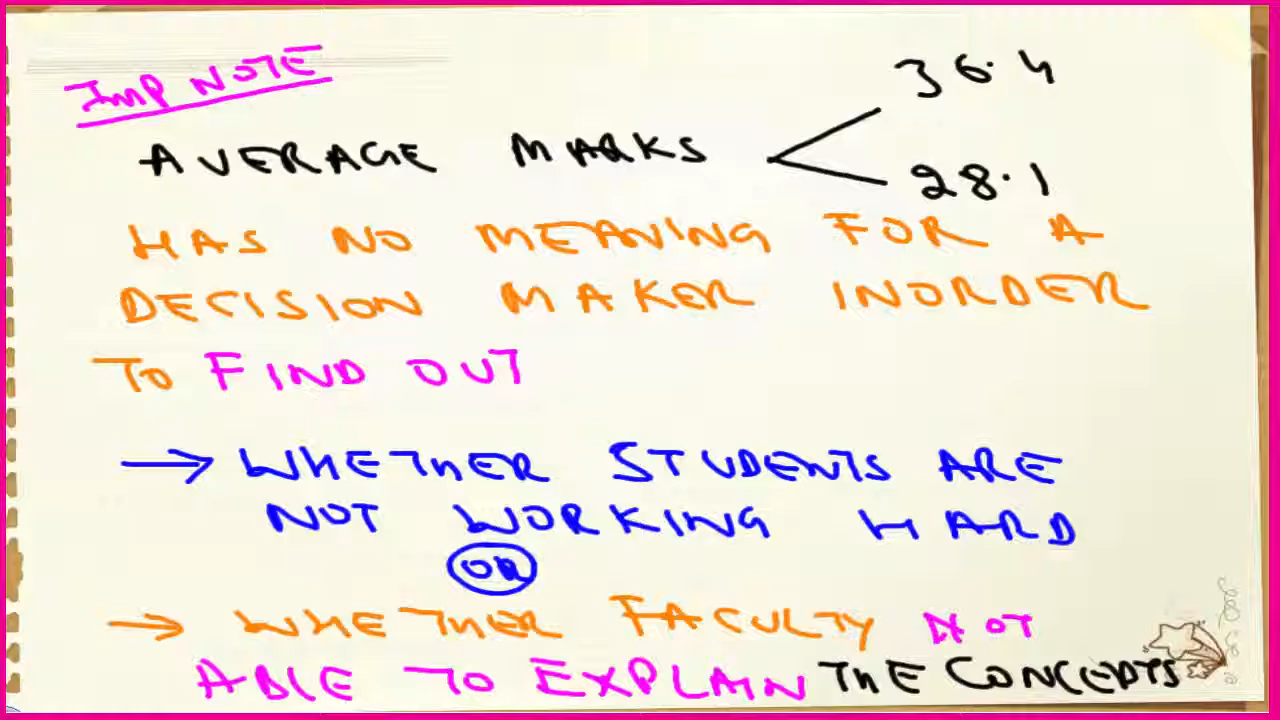 IMP NOTE
36.4
AVERAGE MARKS
28.1
HAS NO MEANING FOR A
DECISION MAKER INORDER
TO FIND OUT
→ WHETHER STUDENTS ARE
NOT WORKING HARD
OR
→ WHETHER FACULTY NOT
ABLE TO EXPLAIN THE CONCEPTS